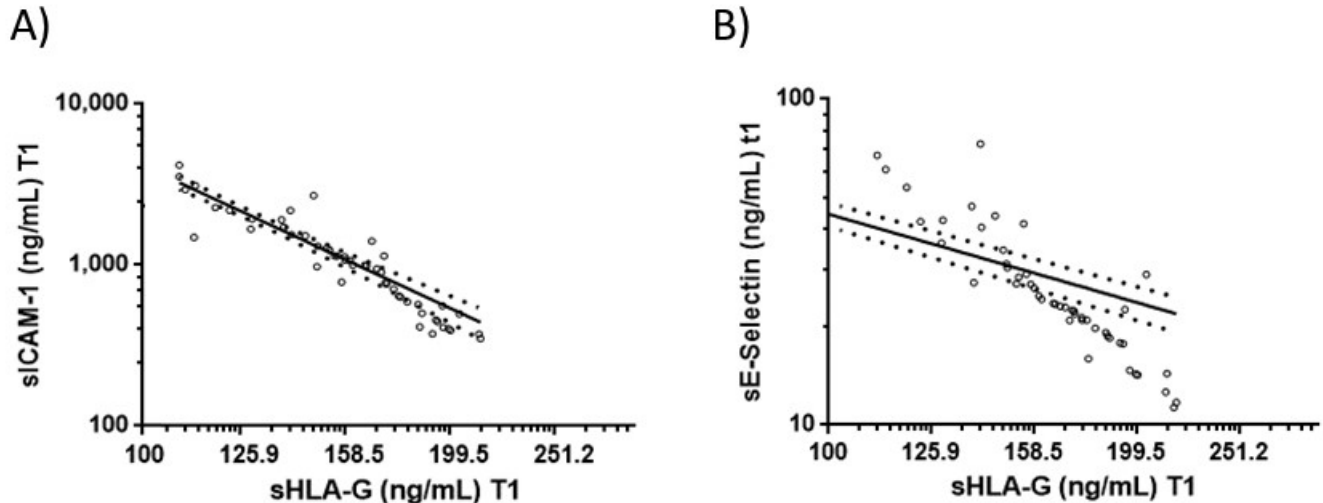 A)
B)
10,000
1,000
100
sICAM-1 (ng/mL) T1
100 125.9 158.5 199.5 251.2
sHLA-G (ng/mL) T1
100
10
sE-Selectin (ng/mL) t1
100 125.9 158.5 199.5 251.2
sHLA-G (ng/mL) T1